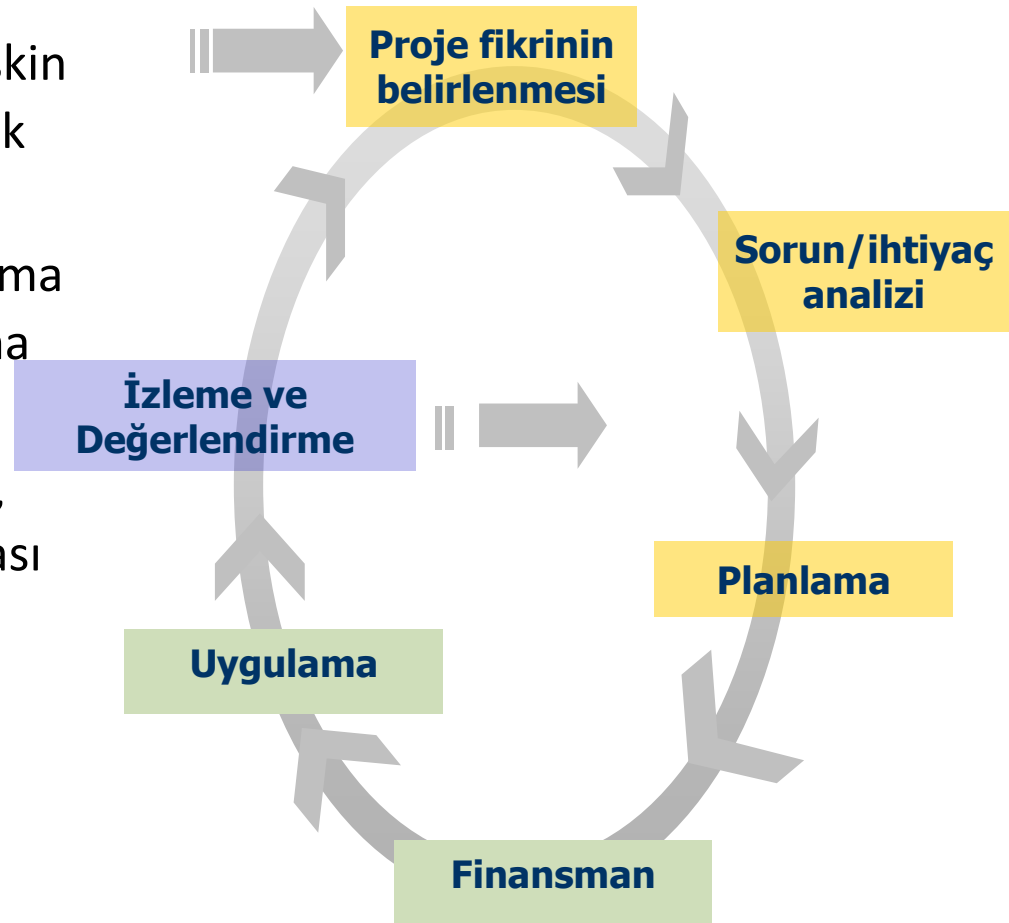 Proje fikrinin
belirlenmesi
Sorun/ihtiyaç
analizi
İzleme ve
Değerlendirme
Planlama
Uygulama
Finansman